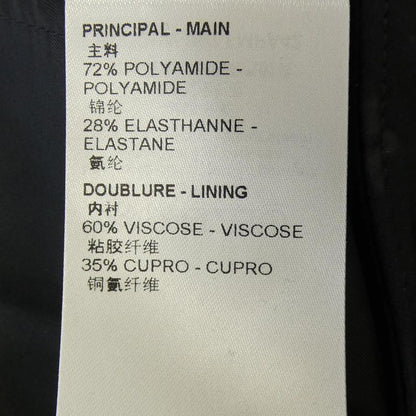 PRINCIPAL - MAIN
主料
72% POLYAMIDE -
POLYAMIDE
锦纶
28% ELASTHANNE -
ELASTANE
氨纶
DOUBLURE - LINING
内衬
60% VISCOSE - VISCOSE
粘胶纤维
35% CUPRO - CUPRO
铜氨纤维